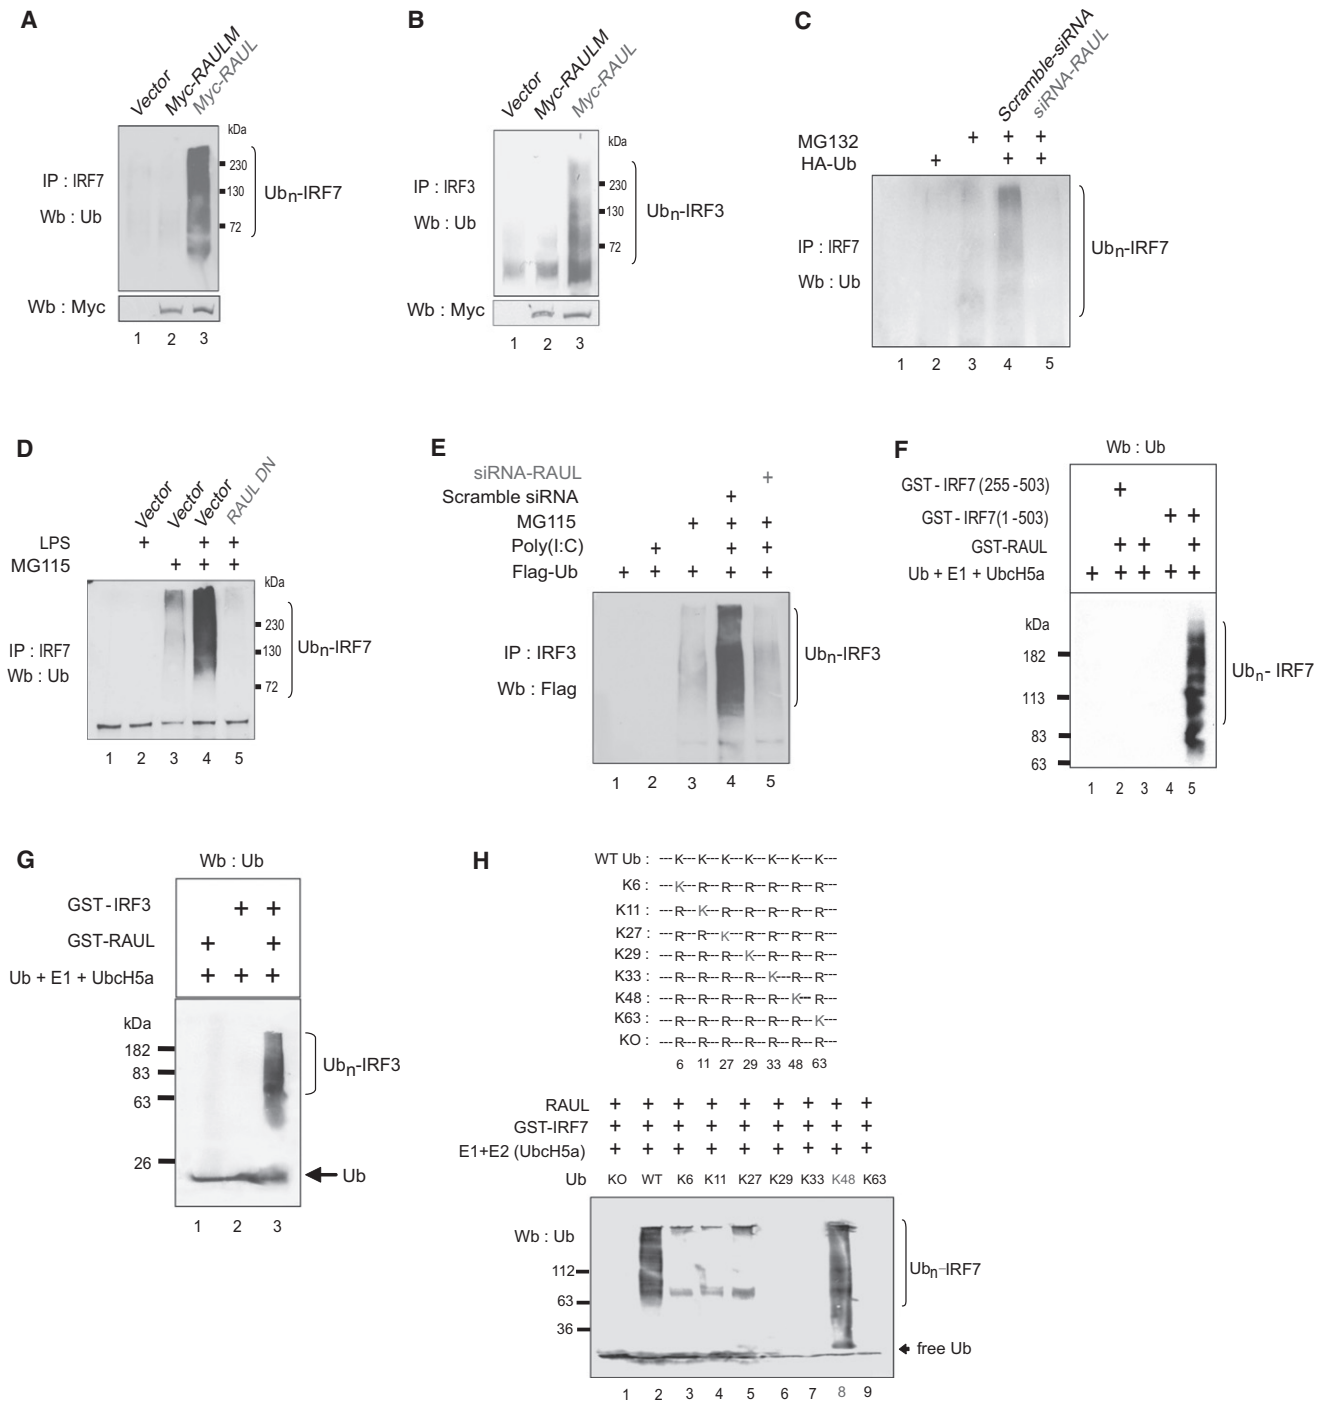 A
Vector
Myc-RAULM
Myc-RAUL
kDa
IP : IRF7
Wb : Ub
230
130
72
Ubn-IRF7
Wb : Myc
1 2 3
B
Vector
Myc-RAULM
Myc-RAUL
kDa
IP : IRF3
Wb : Ub
230
130
72
Ubn-IRF3
Wb : Myc
1 2 3
C
Scramble-siRNA
siRNA-RAUL
MG132 + + +
HA-Ub + + +
IP : IRF7
Wb : Ub
Ubn-IRF7
1 2 3 4 5
D
Vector
Vector
Vector
RAUL DN
LPS + + +
MG115 + + +
kDa
IP : IRF7
Wb : Ub
230
130
72
Ubn-IRF7
1 2 3 4 5
E
siRNA-RAUL +
Scramble siRNA +
MG115 + + +
Poly(I:C) + + +
Flag-Ub + + + + +
IP : IRF3
Wb : Flag
Ubn-IRF3
1 2 3 4 5
F
Wb : Ub
GST - IRF7 (255 -503) +
GST - IRF7(1 -503) + +
GST-RAUL + + +
Ub + E1 + UbcH5a + + + + +
kDa
182
113
83
63
Ubn- IRF7
1 2 3 4 5
G
Wb : Ub
GST - IRF3 + +
GST-RAUL + +
Ub + E1 + UbcH5a + + +
kDa
182
83
63
26
Ubn-IRF3
Ub
1 2 3
H
WT Ub : --- K--- K--- K--- K--- K--- K--- K---
K6 : --- K--- R--- R--- R--- R--- R--- R---
K11 : --- R--- K--- R--- R--- R--- R--- R---
K27 : --- R--- R--- K--- R--- R--- R--- R---
K29 : --- R--- R--- R--- K--- R--- R--- R---
K33 : --- R--- R--- R--- R--- K--- R--- R---
K48 : --- R--- R--- R--- R--- R--- K--- R---
K63 : --- R--- R--- R--- R--- R--- R--- K---
KO : --- R--- R--- R--- R--- R--- R--- R---
6 11 27 29 33 48 63
RAUL + + + + + + + + +
GST-IRF7 + + + + + + + + +
E1+E2 (UbcH5a) + + + + + + + + +
Ub KO WT K6 K11 K27 K29 K33 K48 K63
Wb : Ub
112
63
36
Ubn-IRF7
free Ub
1 2 3 4 5 6 7 8 9